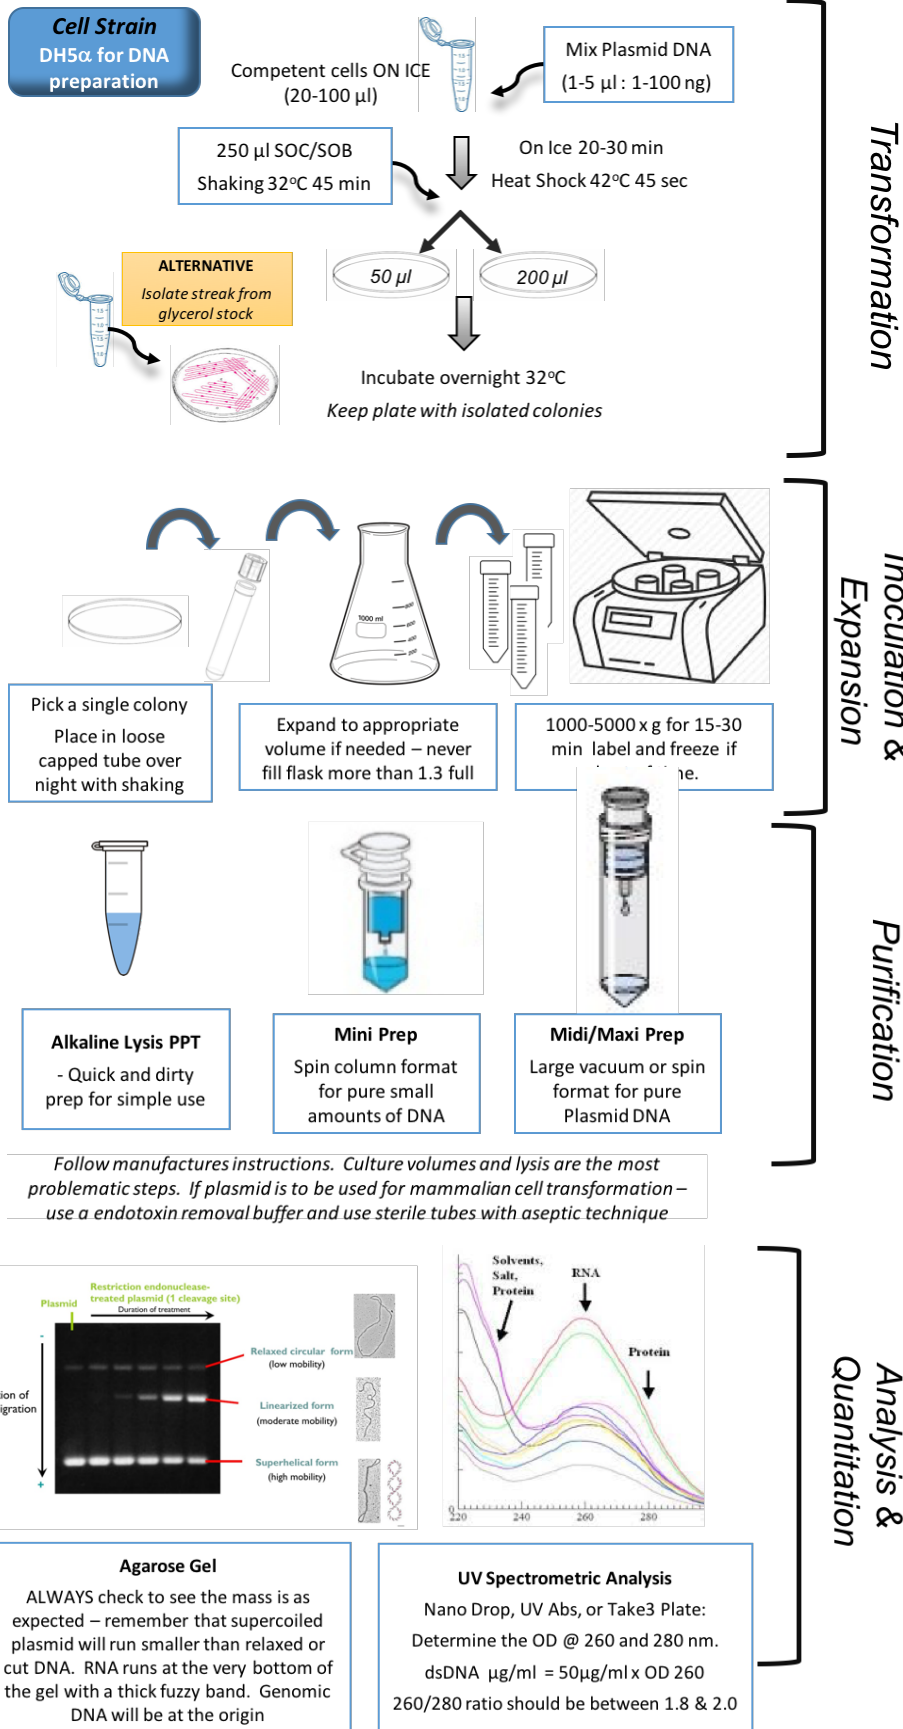 Cell Strain
DH5α for DNA
preparation
Competent cells ON ICE
(20-100 µl)
Mix Plasmid DNA
(1-5 µl : 1-100 ng)
250 µl SOC/SOB
Shaking 32°C 45 min
On Ice 20-30 min
Heat Shock 42°C 45 sec
50 µl
200 µl
ALTERNATIVE
Isolate streak from
glycerol stock
Incubate overnight 32°C
Keep plate with isolated colonies
Transformation
1000 ml
800
600
400
200
Pick a single colony
Place in loose
capped tube over
night with shaking
Expand to appropriate
volume if needed – never
fill flask more than 1.3 full
1000-5000 x g for 15-30
min label and freeze if
Inoculation &
Expansion
Alkaline Lysis PPT
- Quick and dirty
prep for simple use
Mini Prep
Spin column format
for pure small
amounts of DNA
Midi/Maxi Prep
Large vacuum or spin
format for pure
Plasmid DNA
Purification
Follow manufactures instructions. Culture volumes and lysis are the most
problematic steps. If plasmid is to be used for mammalian cell transformation –
use a endotoxin removal buffer and use sterile tubes with aseptic technique
Restriction endonuclease-
treated plasmid (1 cleavage site)
Plasmid
Duration of treatment
-
tion of
igration
+
Relaxed circular form
(low mobility)
Linearized form
(moderate mobility)
Superhelical form
(high mobility)
Solvents,
Salt,
Protein
RNA
Protein
0
220
240
260
280
Analysis &
Quantitation
Agarose Gel
ALWAYS check to see the mass is as
expected – remember that supercoiled
plasmid will run smaller than relaxed or
cut DNA. RNA runs at the very bottom of
the gel with a thick fuzzy band. Genomic
DNA will be at the origin
UV Spectrometric Analysis
Nano Drop, UV Abs, or Take3 Plate:
Determine the OD @ 260 and 280 nm.
dsDNA µg/ml = 50µg/ml x OD 260
260/280 ratio should be between 1.8 & 2.0